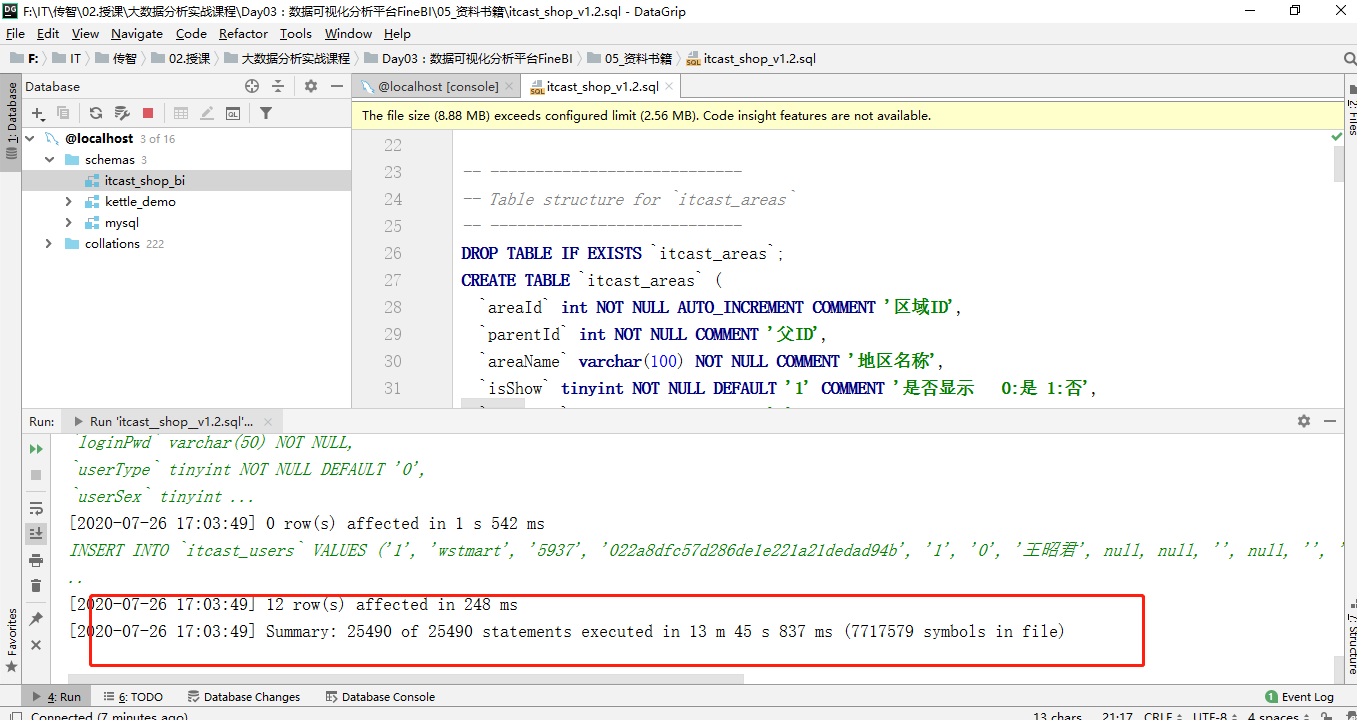 F:\IT\传智\02.授课\大数据分析实战课程\Day03：数据可视化分析平台FineBI\05_资料书籍\itcast_shop_v1.2.sql - DataGrip
File Edit View Navigate Code Refactor Tools Window Help
F: IT 传智 02.授课 大数据分析实战课程 Day03：数据可视化分析平台FineBI 05_资料书籍 itcast_shop_v1.2.sql
1: Database
Database
@localhost [console]
itcast_shop_v1.2.sql
The file size (8.88 MB) exceeds configured limit (2.56 MB). Code insight features are not available.
2: Files
@localhost 3 of 16
schemas 3
itcast_shop_bi
kettle_demo
mysql
collations 222
22
23 -- ----------------------------
24 -- Table structure for `itcast_areas`
25 -- ----------------------------
26 DROP TABLE IF EXISTS `itcast_areas`;
27 CREATE TABLE `itcast_areas` (
28 `areaId` int NOT NULL AUTO_INCREMENT COMMENT '区域ID',
29 `parentId` int NOT NULL COMMENT '父ID',
30 `areaName` varchar(100) NOT NULL COMMENT '地区名称',
31 `isShow` tinyint NOT NULL DEFAULT '1' COMMENT '是否显示 0:是 1:否',
Run: Run 'itcast_shop_v1.2.sql'...
`loginPwd` varchar(50) NOT NULL,
`userType` tinyint NOT NULL DEFAULT '0',
`userSex` tinyint ...
[2020-07-26 17:03:49] 0 row(s) affected in 1 s 542 ms
INSERT INTO `itcast_users` VALUES ('1', 'wstmart', '5937', '022a8dfc57d286de1e221a21dedad94b', '1', '0', '王昭君', null, null, '', null, '', '
..
[2020-07-26 17:03:49] 12 row(s) affected in 248 ms
[2020-07-26 17:03:49] Summary: 25490 of 25490 statements executed in 13 m 45 s 837 ms (7717579 symbols in file)
Favorites
7: Structure
4: Run 6: TODO Database Changes Database Console 1 Event Log
Connected (7 minutes ago) 13 chars 21:17 CRLF UTF-8 4 spaces